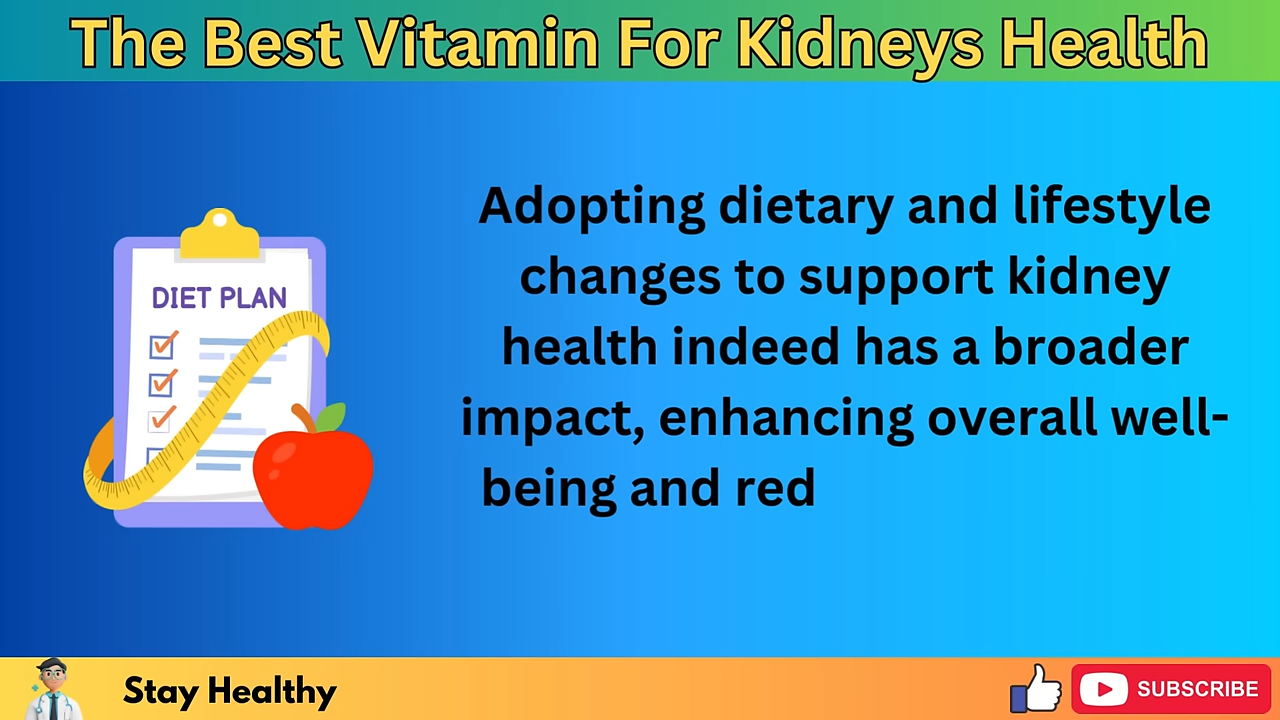 The Best Vitamin For Kidneys Health
DIET PLAN
Adopting dietary and lifestyle
changes to support kidney
health indeed has a broader
impact, enhancing overall well-
being and red
Stay Healthy
SUBSCRIBE